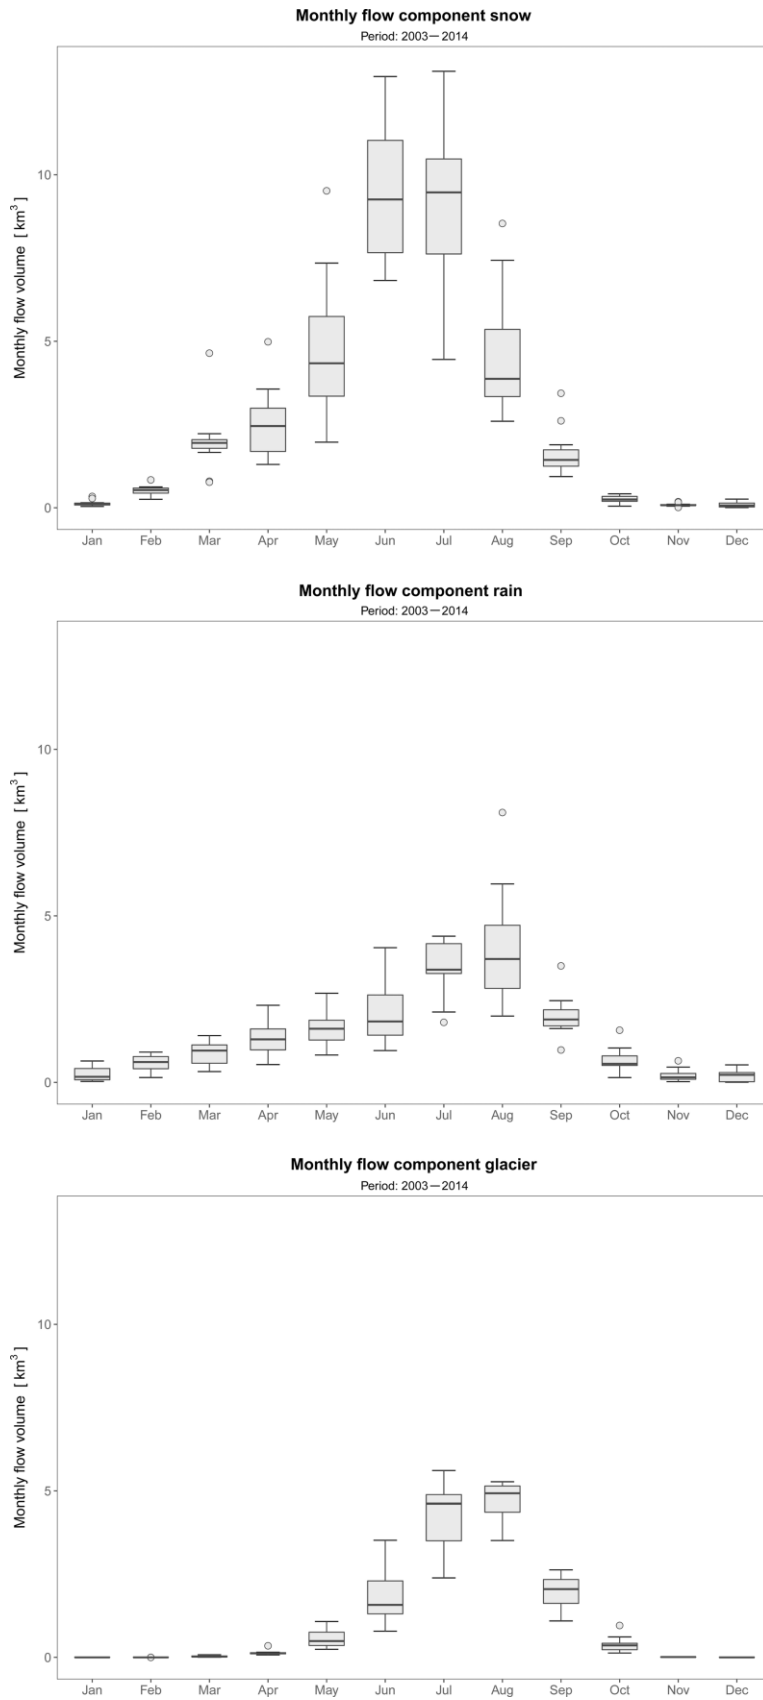 Monthly flow component snow
Period: 2003—2014
Monthly flow volume [ km³ ]
10
5
0
Jan Feb Mar Apr May Jun Jul Aug Sep Oct Nov Dec
Monthly flow component rain
Period: 2003—2014
Monthly flow volume [ km³ ]
10
5
0
Jan Feb Mar Apr May Jun Jul Aug Sep Oct Nov Dec
Monthly flow component glacier
Period: 2003—2014
Monthly flow volume [ km³ ]
10
5
0
Jan Feb Mar Apr May Jun Jul Aug Sep Oct Nov Dec